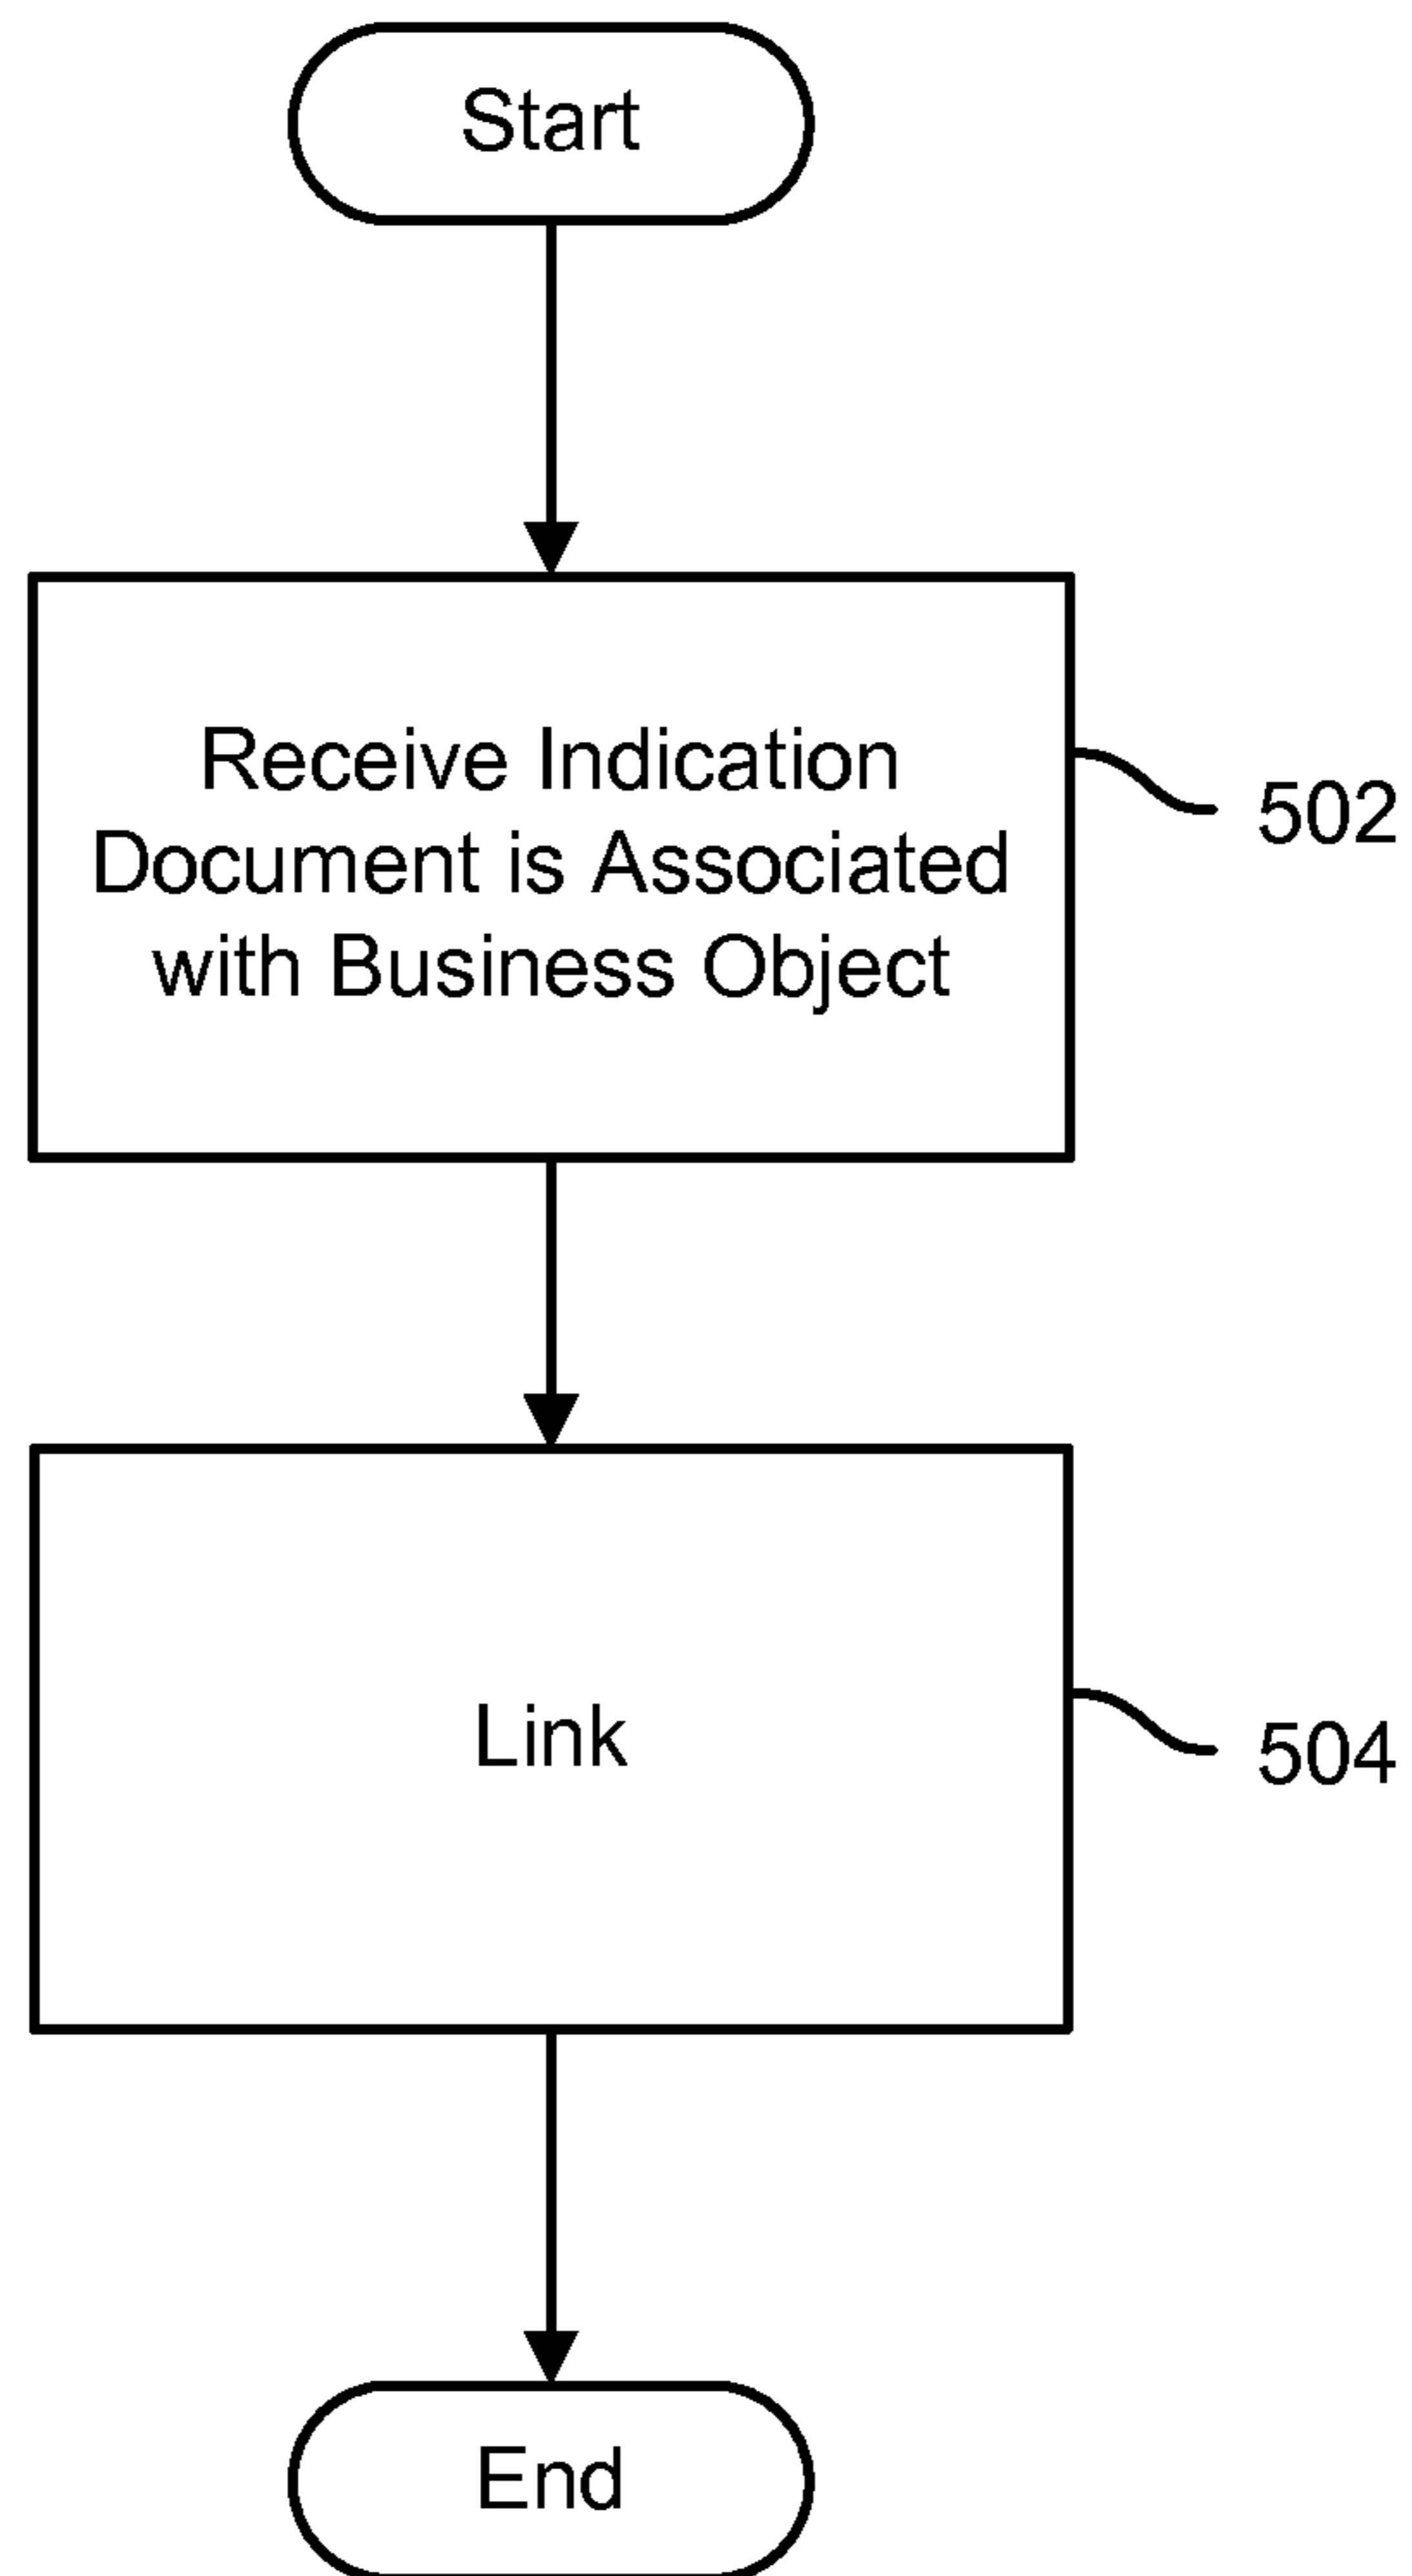 Start
Receive Indication
Document is Associated
with Business Object
502
Link
504
End